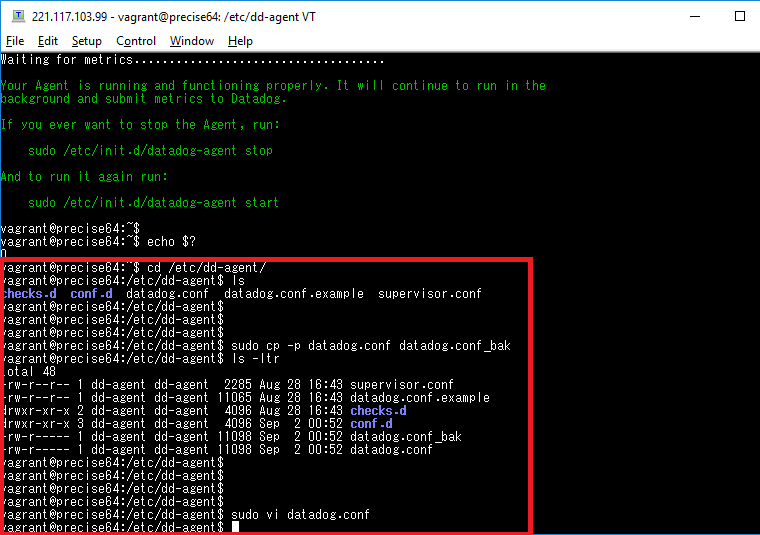 221.117.103.99 - vagrant@precise64: /etc/dd-agent VT
File Edit Setup Control Window Help
Waiting for metrics....................................
Your Agent is running and functioning properly. It will continue to run in the
background and submit metrics to Datadog.
If you ever want to stop the Agent, run:
sudo /etc/init.d/datadog-agent stop
And to run it again run:
sudo /etc/init.d/datadog-agent start
vagrant@precise64:~$
vagrant@precise64:~$ echo $?
0
vagrant@precise64:~$ cd /etc/dd-agent/
vagrant@precise64:/etc/dd-agent$ ls
checks.d conf.d datadog.conf datadog.conf.example supervisor.conf
vagrant@precise64:/etc/dd-agent$
vagrant@precise64:/etc/dd-agent$
vagrant@precise64:/etc/dd-agent$
vagrant@precise64:/etc/dd-agent$ sudo cp -p datadog.conf datadog.conf_bak
vagrant@precise64:/etc/dd-agent$ ls -ltr
total 48
-rw-r--r-- 1 dd-agent dd-agent 2285 Aug 28 16:43 supervisor.conf
-rw-r--r-- 1 dd-agent dd-agent 11065 Aug 28 16:43 datadog.conf.example
drwxr-xr-x 2 dd-agent dd-agent 4096 Aug 28 16:43 checks.d
drwxr-xr-x 3 dd-agent dd-agent 4096 Sep 2 00:52 conf.d
-rw-r----- 1 dd-agent dd-agent 11098 Sep 2 00:52 datadog.conf_bak
-rw-r----- 1 dd-agent dd-agent 11098 Sep 2 00:52 datadog.conf
vagrant@precise64:/etc/dd-agent$
vagrant@precise64:/etc/dd-agent$
vagrant@precise64:/etc/dd-agent$
vagrant@precise64:/etc/dd-agent$ sudo vi datadog.conf
vagrant@precise64:/etc/dd-agent$